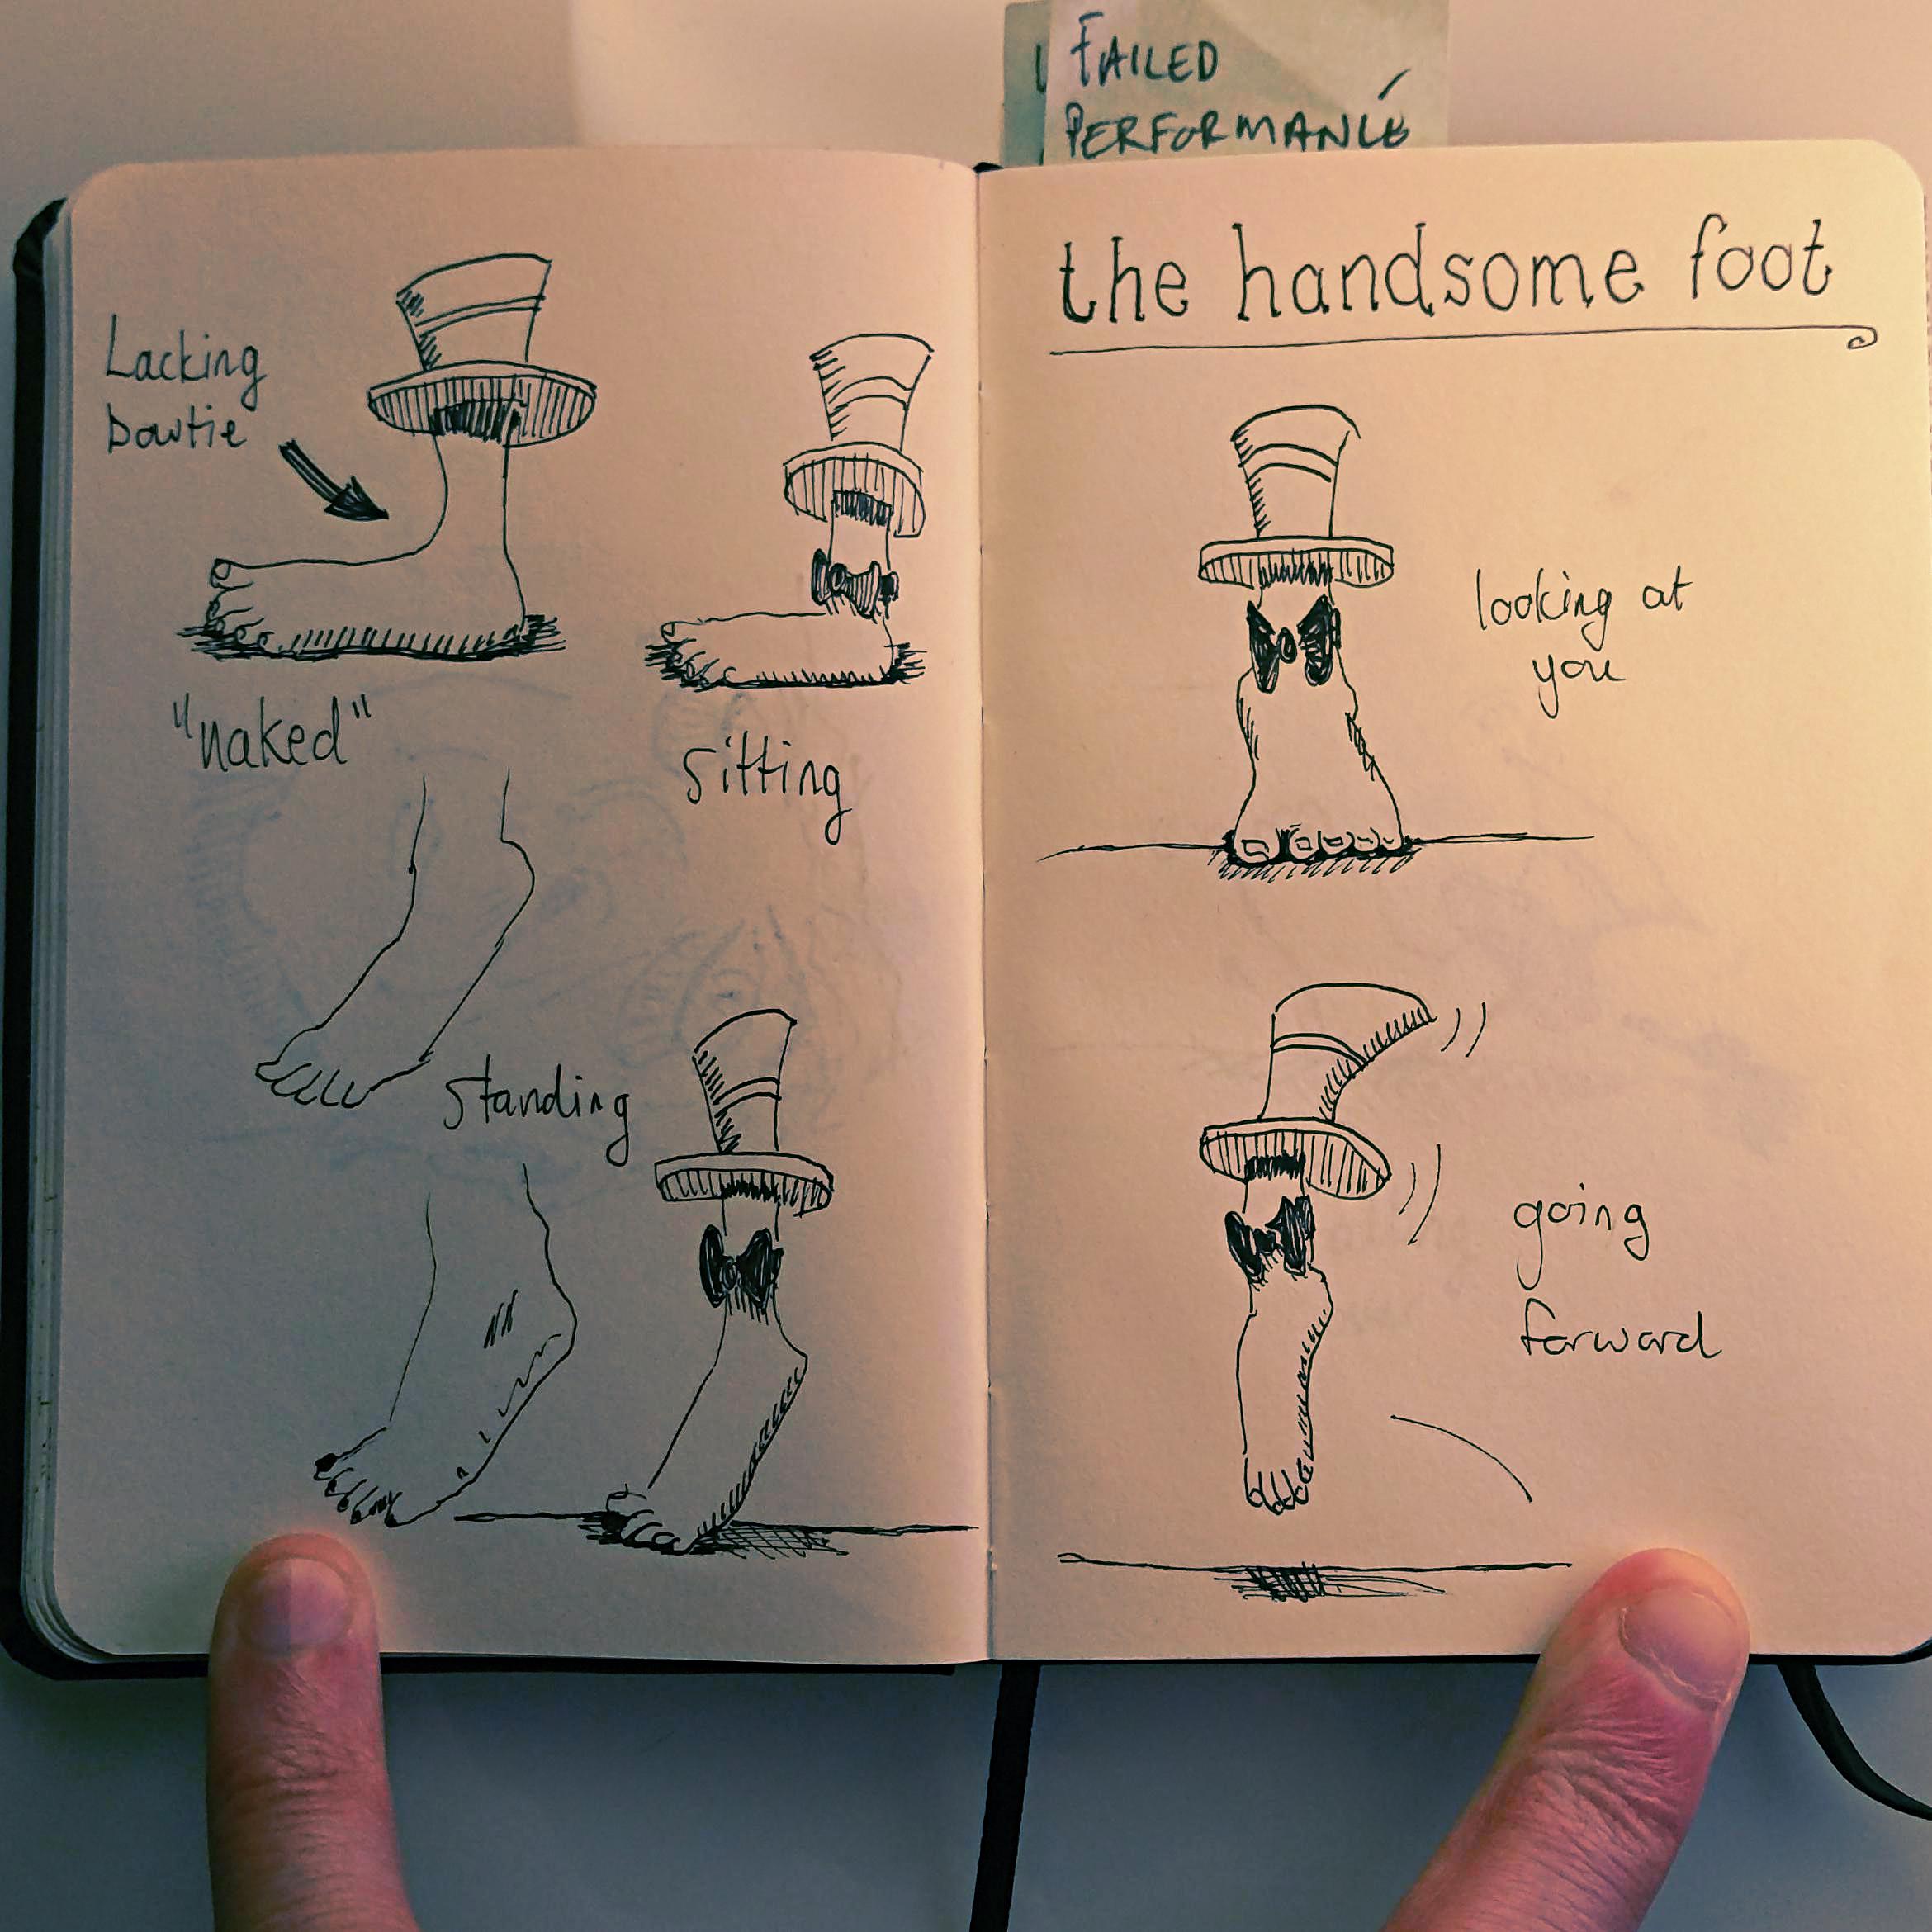 FAILED
PERFORMANCE
Lacking
bowtie
"naked"
Sitting
Standing
the handsome foot
looking at
you
going
forward